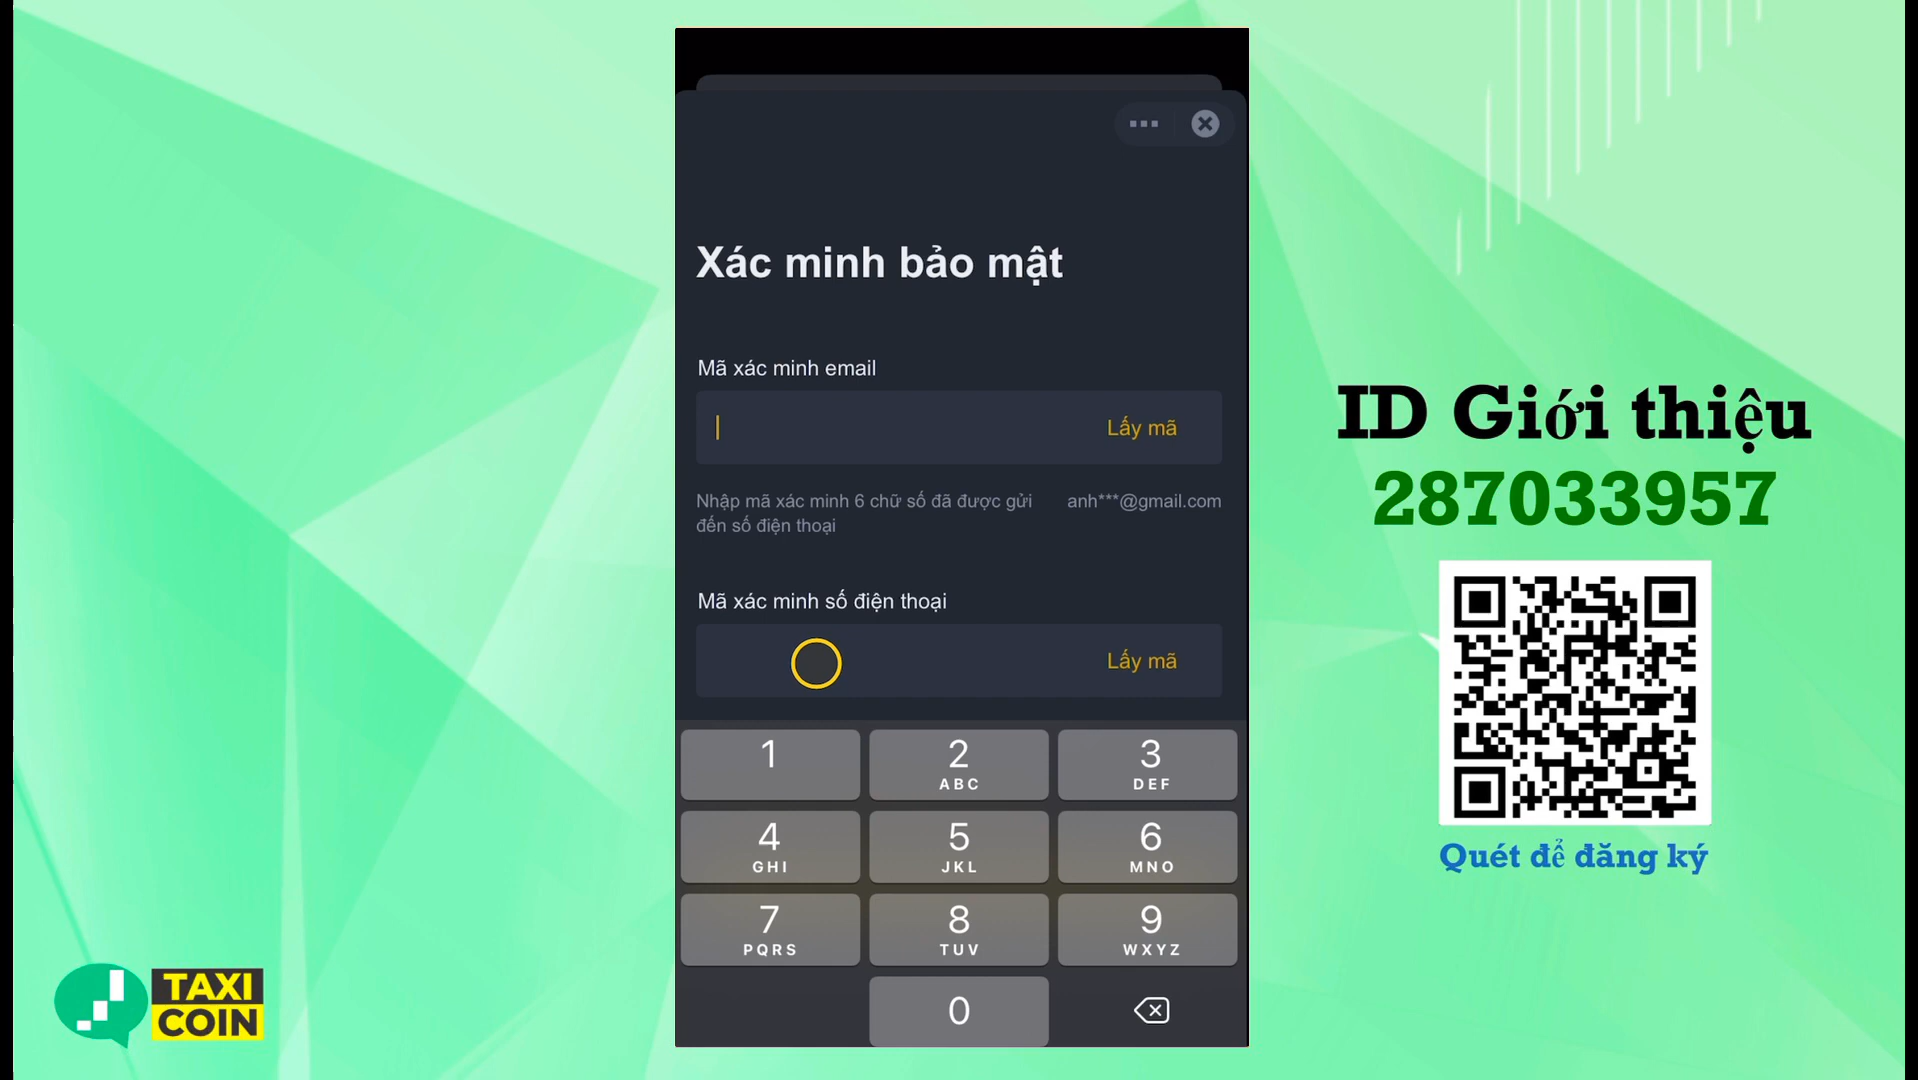 Xác minh bảo mật
Mã xác minh email
Lấy mã
Nhập mã xác minh 6 chữ số đã được gửi
đến số điện thoại
anh***@gmail.com
Mã xác minh số điện thoại
Lấy mã
1
2 ABC
3 DEF
4 GHI
5 JKL
6 MNO
7 PQRS
8 TUV
9 WXYZ
0
ID Giới thiệu
287033957
Quét để đăng ký
TAXI
COIN